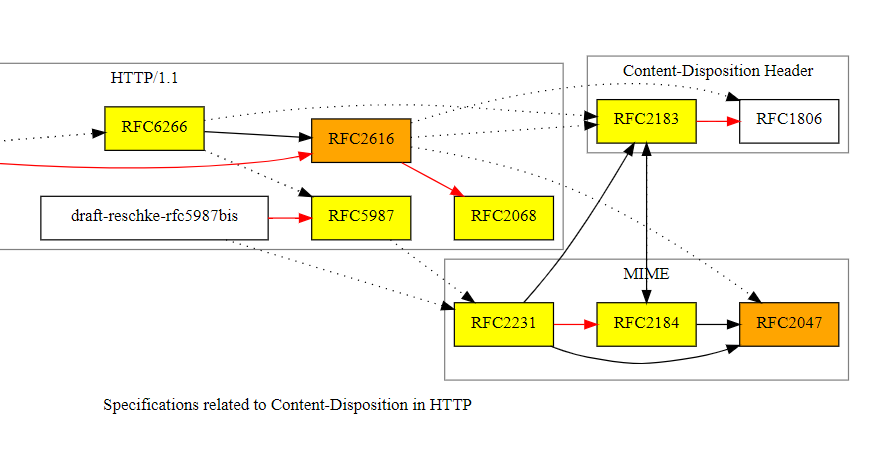 HTTP/1.1
Content-Disposition Header
RFC6266
RFC2616
RFC2183
RFC1806
draft-reschke-rfc5987bis
RFC5987
RFC2068
MIME
RFC2231
RFC2184
RFC2047
Specifications related to Content-Disposition in HTTP